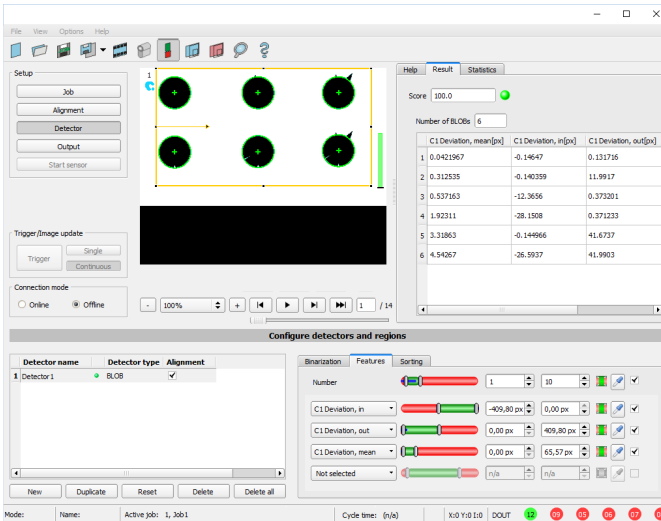 File View Options Help
Setup
Job
Alignment
Detector
Output
Start sensor
Trigger/Image update
Trigger
Single
Continuous
Connection mode
Online Offline
1
- 100% + 1 / 14
Help Result Statistics
Score 100.0
Number of BLOBs 6
C1 Deviation, mean[px] C1 Deviation, in[px] C1 Deviation, out[px]
1 0.0421967 -0.14647 0.131716
2 0.312535 -0.140359 11.9917
3 0.537163 -12.3656 0.373201
4 1.92311 -28.1508 0.371233
5 3.31863 -0.144966 41.6737
6 4.54267 -26.5937 41.9903
Configure detectors and regions
Detector name Detector type Alignment
1 Detector1 BLOB
New Duplicate Reset Delete Delete all
Binarization Features Sorting
Number 1 10
C1 Deviation, in -409,80 px 0,00 px
C1 Deviation, out 0,00 px 409,80 px
C1 Deviation, mean 0,00 px 65,57 px
Not selected n/a n/a
Mode: Name: Active job: 1, Job1 Cycle time: (n/a) X:0 Y:0 I:0 DOUT 12 09 05 06 07